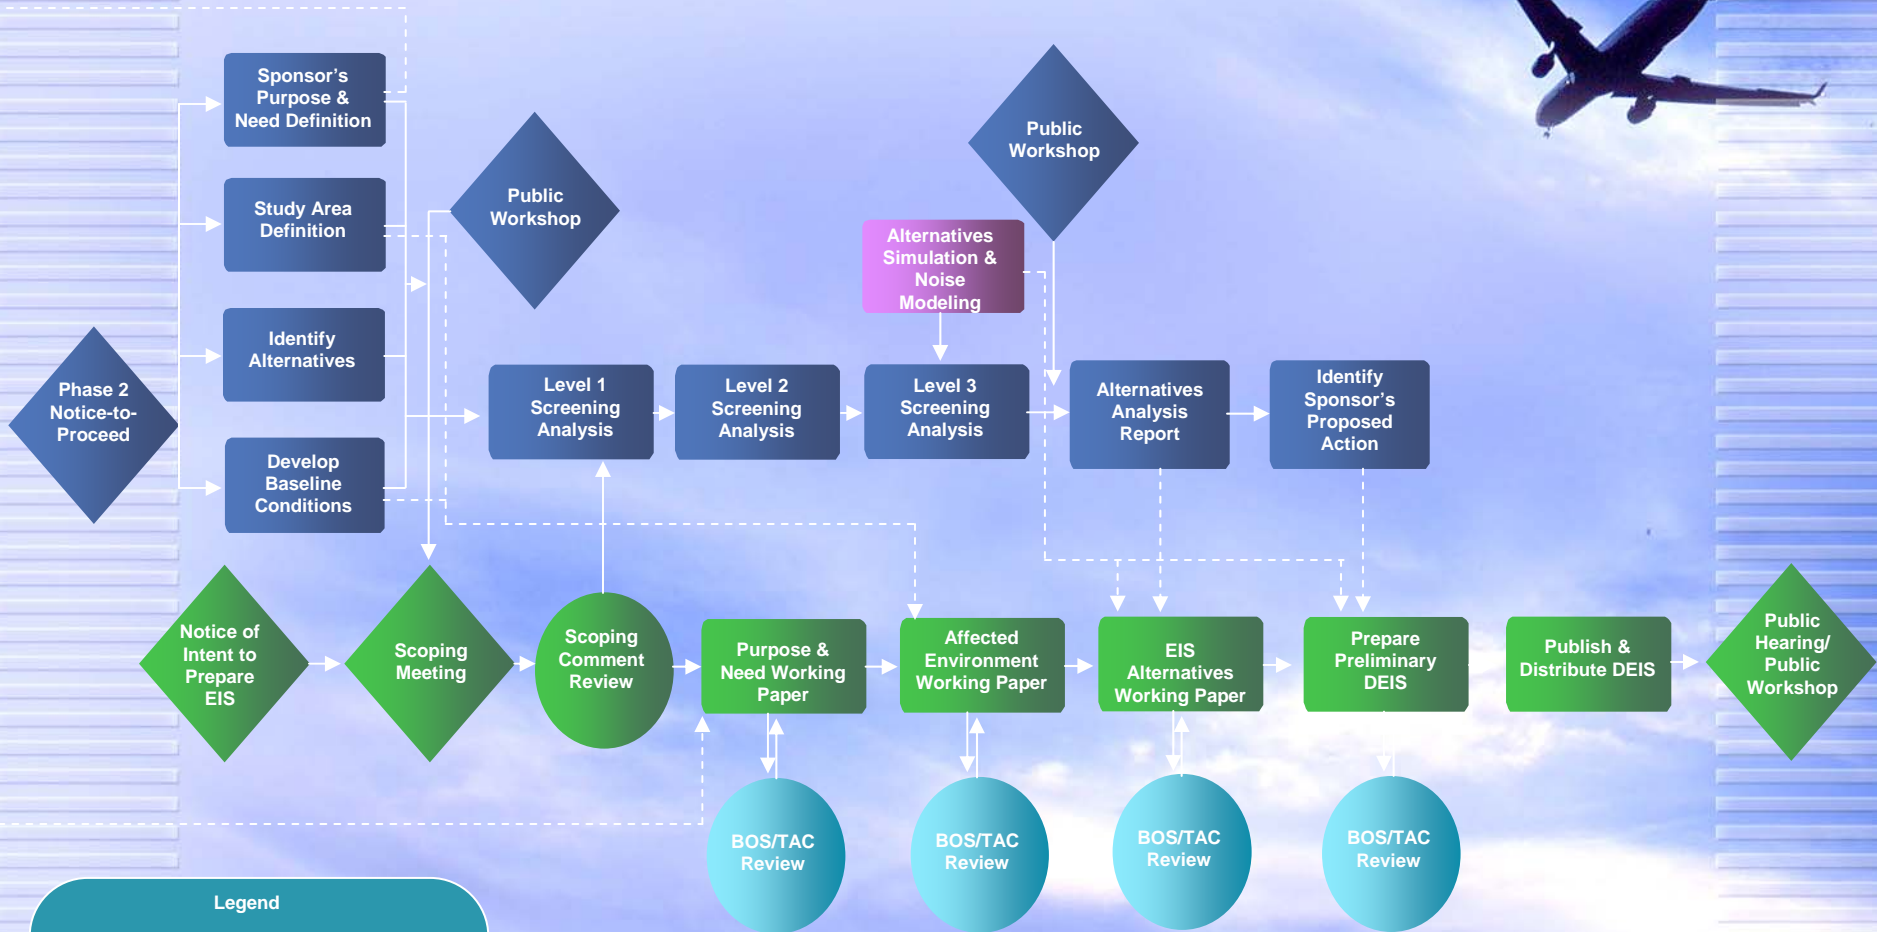 Sponsor's
Purpose &
Need Definition
Study Area
Definition
Identify
Alternatives
Develop
Baseline
Conditions
Phase 2
Notice-to-
Proceed
Public
Workshop
Public
Workshop
Alternatives
Simulation &
Noise
Modeling
Level 1
Screening
Analysis
Level 2
Screening
Analysis
Level 3
Screening
Analysis
Alternatives
Analysis
Report
Identify
Sponsor's
Proposed
Action
Notice of
Intent to
Prepare
EIS
Scoping
Meeting
Scoping
Comment
Review
Purpose &
Need Working
Paper
Affected
Environment
Working Paper
EIS
Alternatives
Working Paper
Prepare
Preliminary
DEIS
Publish &
Distribute DEIS
Public
Hearing/
Public
Workshop
BOS/TAC
Review
BOS/TAC
Review
BOS/TAC
Review
BOS/TAC
Review
Legend